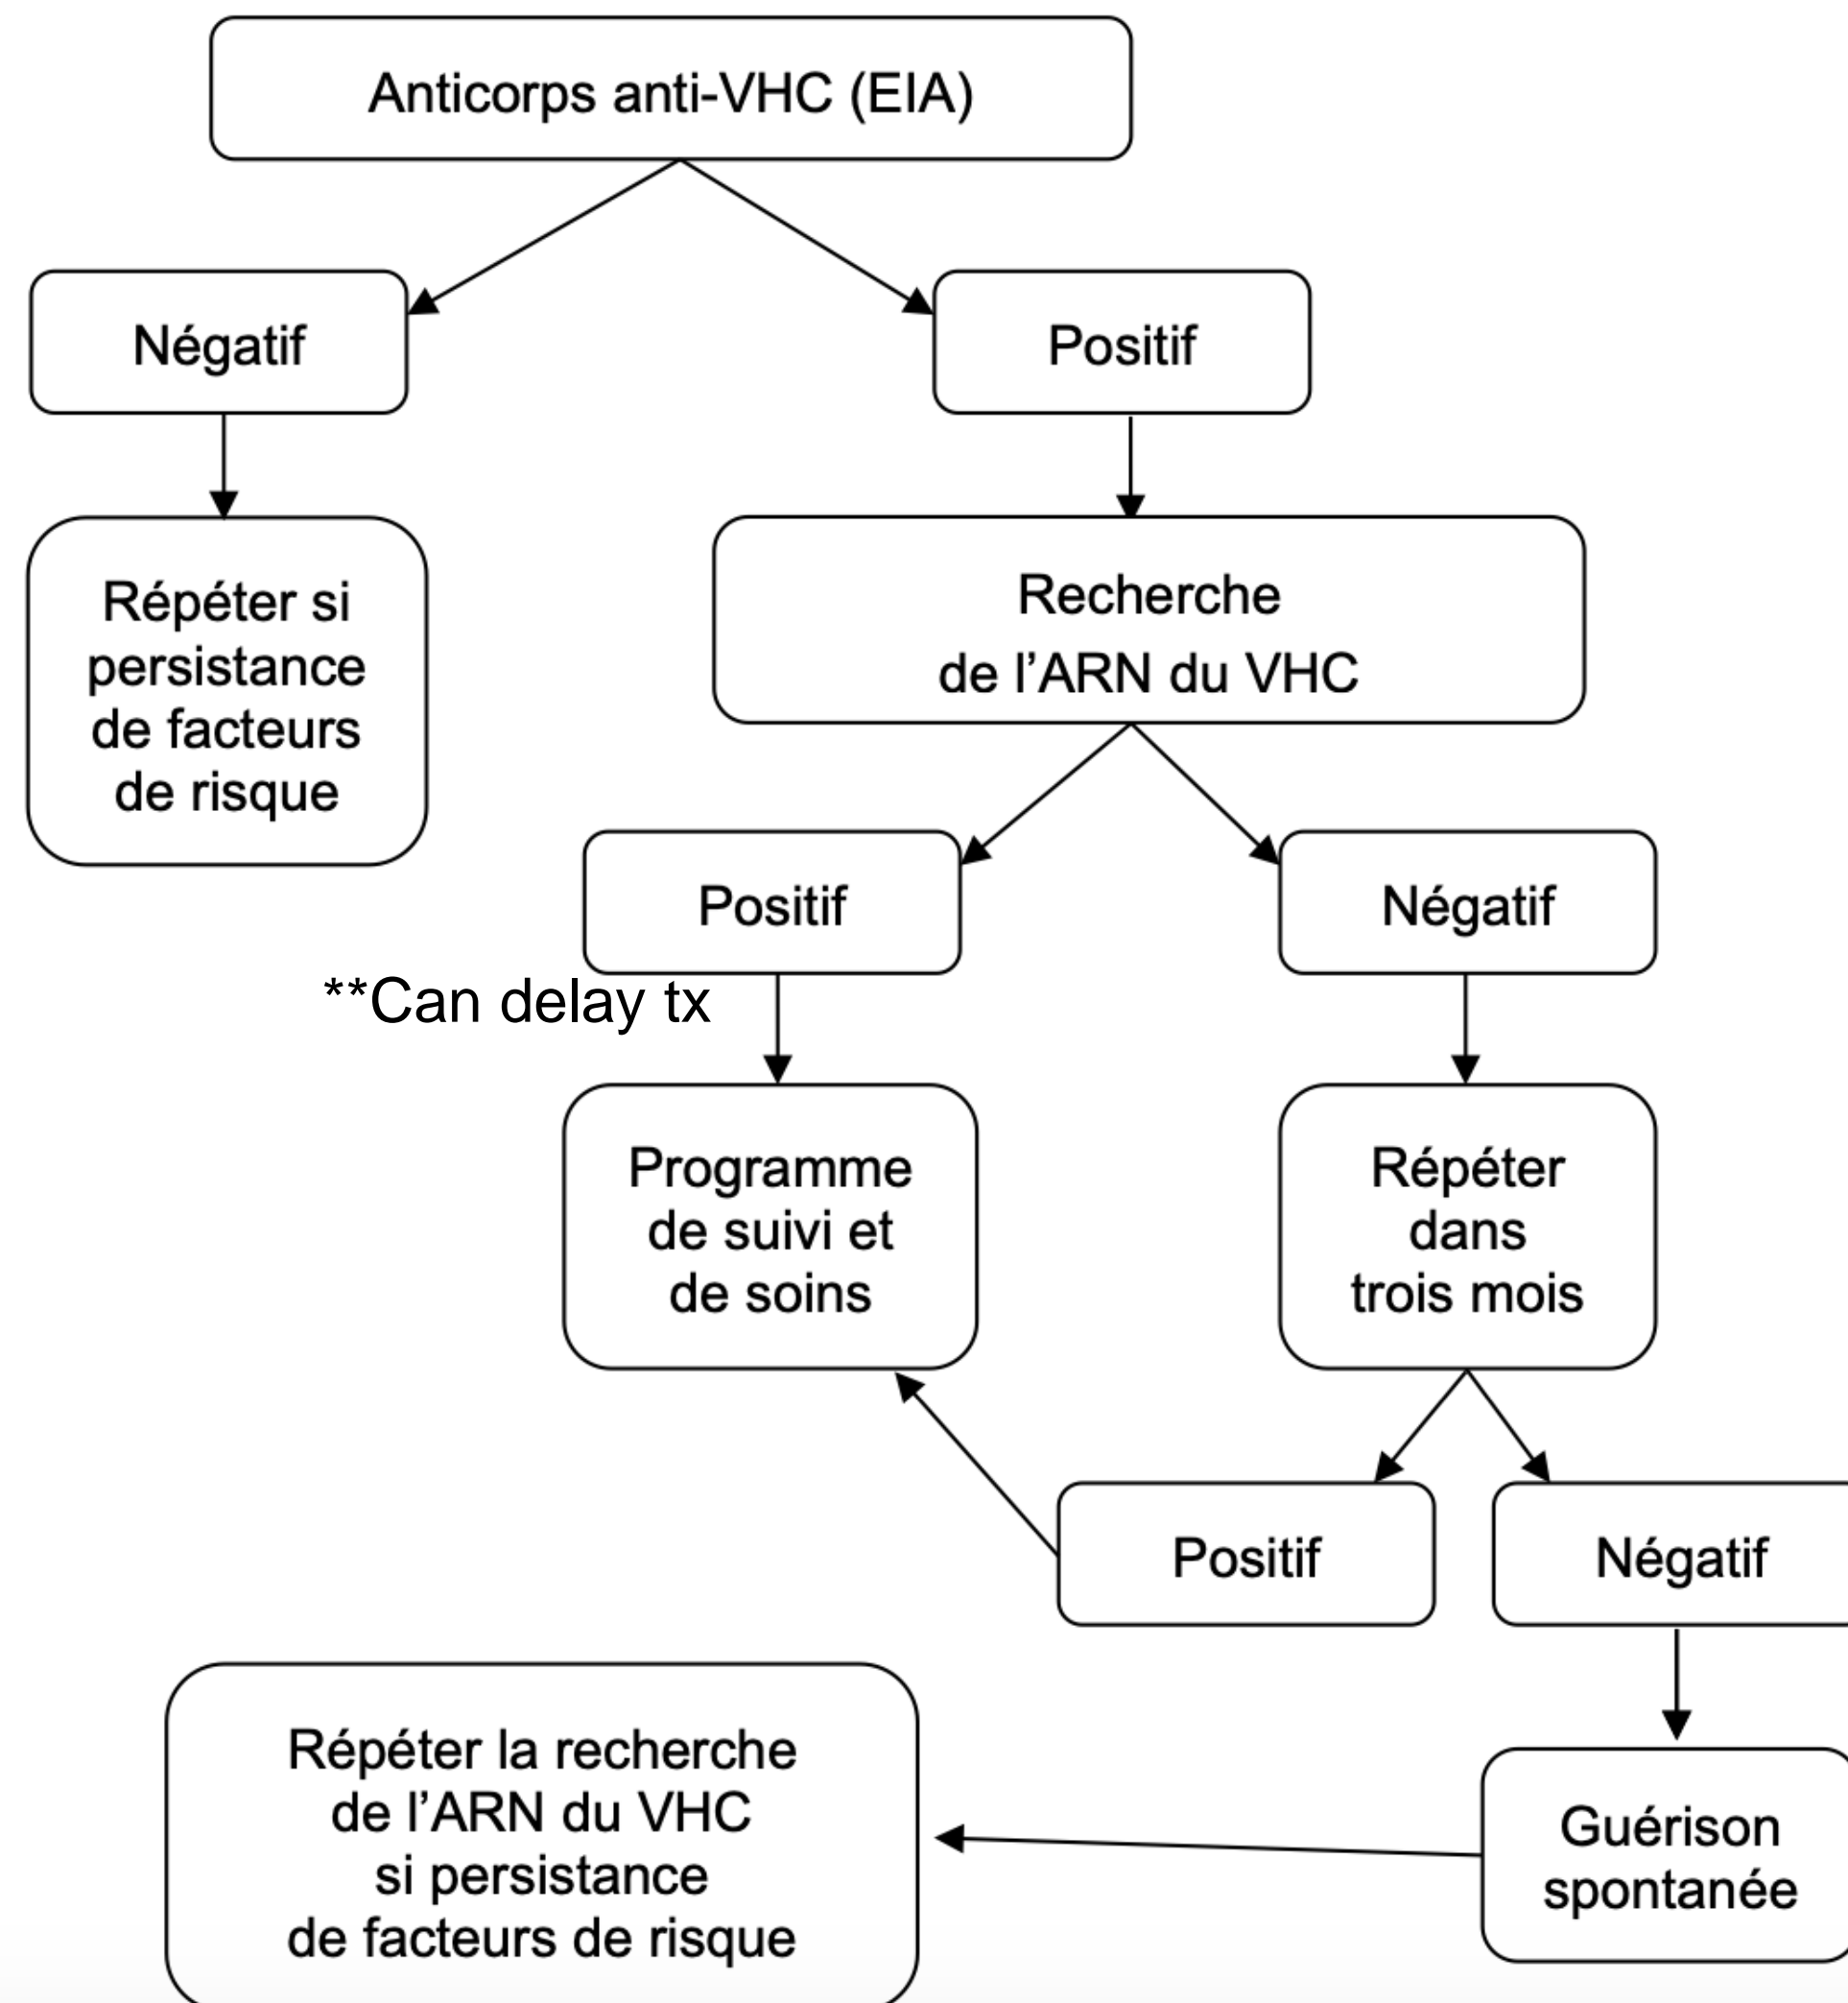 Anticorps anti-VHC (EIA)
Négatif
Positif
Répéter si
persistance
de facteurs
de risque
Recherche
de l’ARN du VHC
Positif
Négatif
**Can delay tx
Programme
de suivi et
de soins
Répéter
dans
trois mois
Positif
Négatif
Répéter la recherche
de l’ARN du VHC
si persistance
de facteurs de risque
Guérison
spontanée